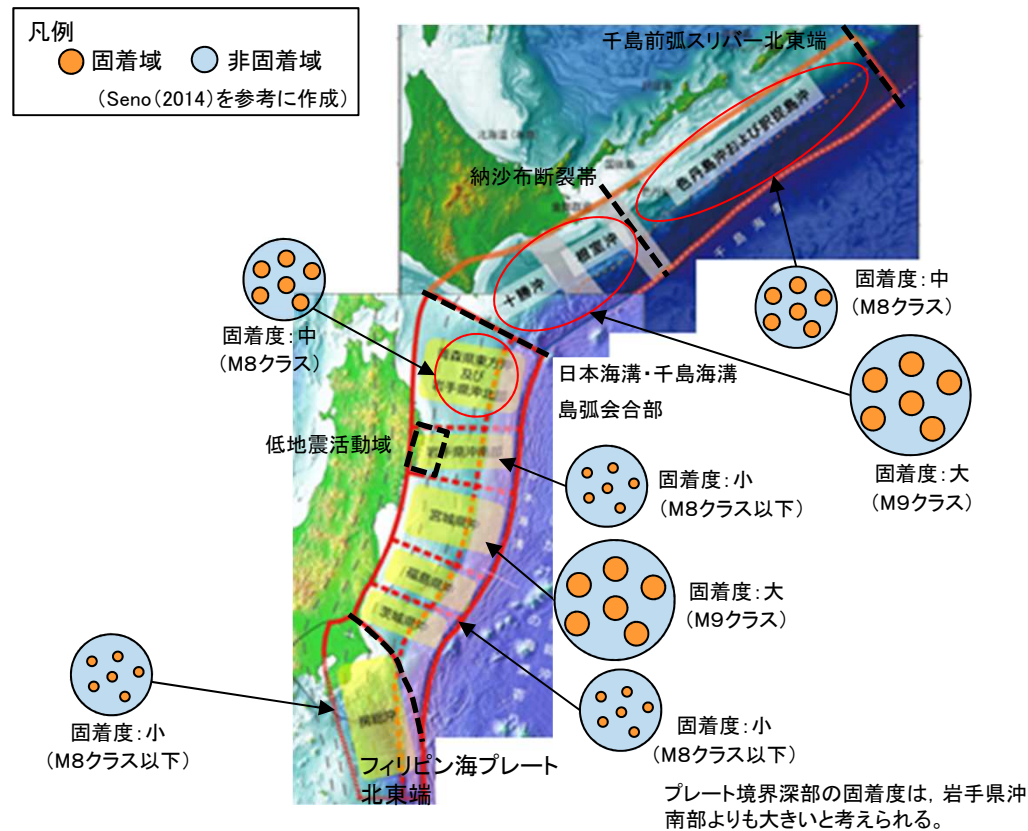 凡例
固着域
非固着域
(Seno(2014)を参考に作成)
千島前弧スリバー北東端
色丹島沖および択捉島沖
納沙布断裂帯
千島海溝
根室沖
十勝沖
固着度:中
(M8クラス)
固着度:中
(M8クラス)
青森県東方沖
及び
岩手県沖北部
日本海溝・千島海溝
島弧会合部
固着度:大
(M9クラス)
低地震活動域
岩手県沖南部
固着度:小
(M8クラス以下)
宮城県沖
福島県沖
茨城県沖
固着度:大
(M9クラス)
固着度:小
(M8クラス以下)
房総沖
固着度:小
(M8クラス以下)
フィリピン海プレート
北東端
プレート境界深部の固着度は,岩手県沖
南部よりも大きいと考えられる。